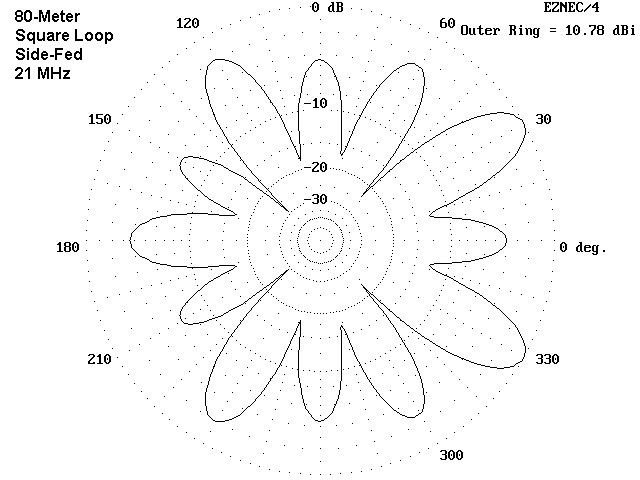 80-Meter
Square Loop
Side-Fed
21 MHz
0 dB
EZNEC/4
Outer Ring = 10.78 dBi
120
60
-10
150
30
-20
-30
180
0 deg.
210
330
300